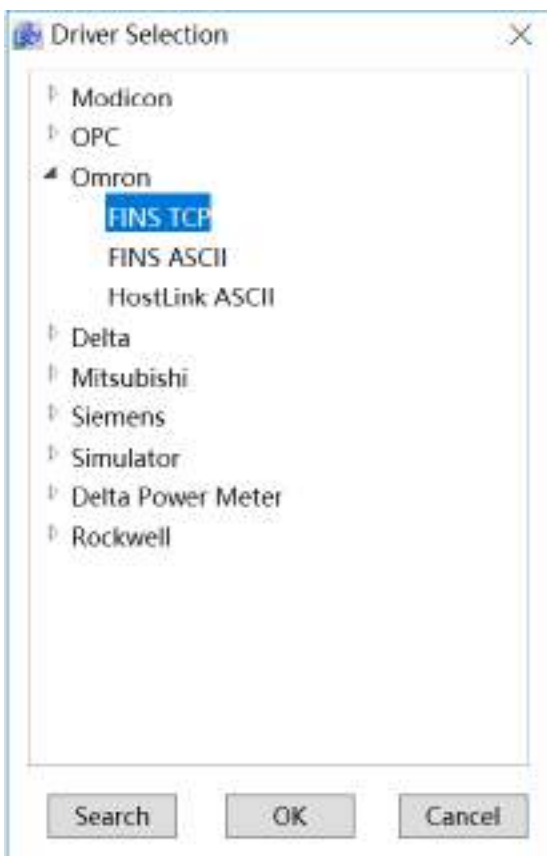 Driver Selection
Modicon
OPC
Omron
FINS TCP
FINS ASCII
HostLink ASCII
Delta
Mitsubishi
Siemens
Simulator
Delta Power Meter
Rockwell
Search OK Cancel